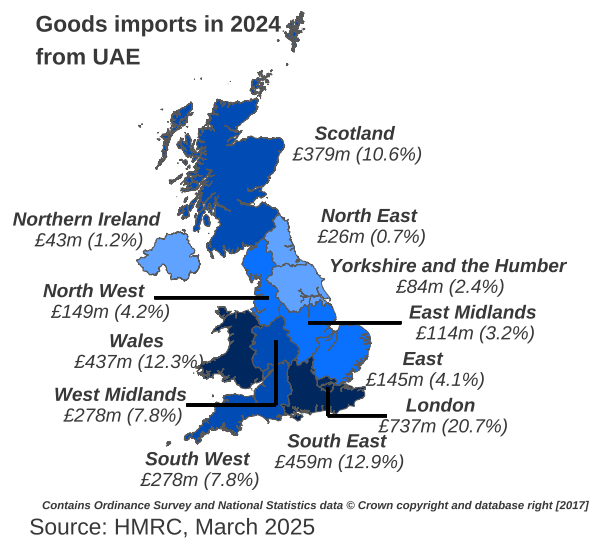 Goods imports in 2024
from UAE
Scotland
£379m (10.6%)
Northern Ireland
£43m (1.2%)
North East
£26m (0.7%)
Yorkshire and the Humber
£84m (2.4%)
North West
£149m (4.2%)
East Midlands
£114m (3.2%)
Wales
£437m (12.3%)
East
£145m (4.1%)
West Midlands
£278m (7.8%)
London
£737m (20.7%)
South East
£459m (12.9%)
South West
£278m (7.8%)
Contains Ordinance Survey and National Statistics data © Crown copyright and database right [2017]
Source: HMRC, March 2025